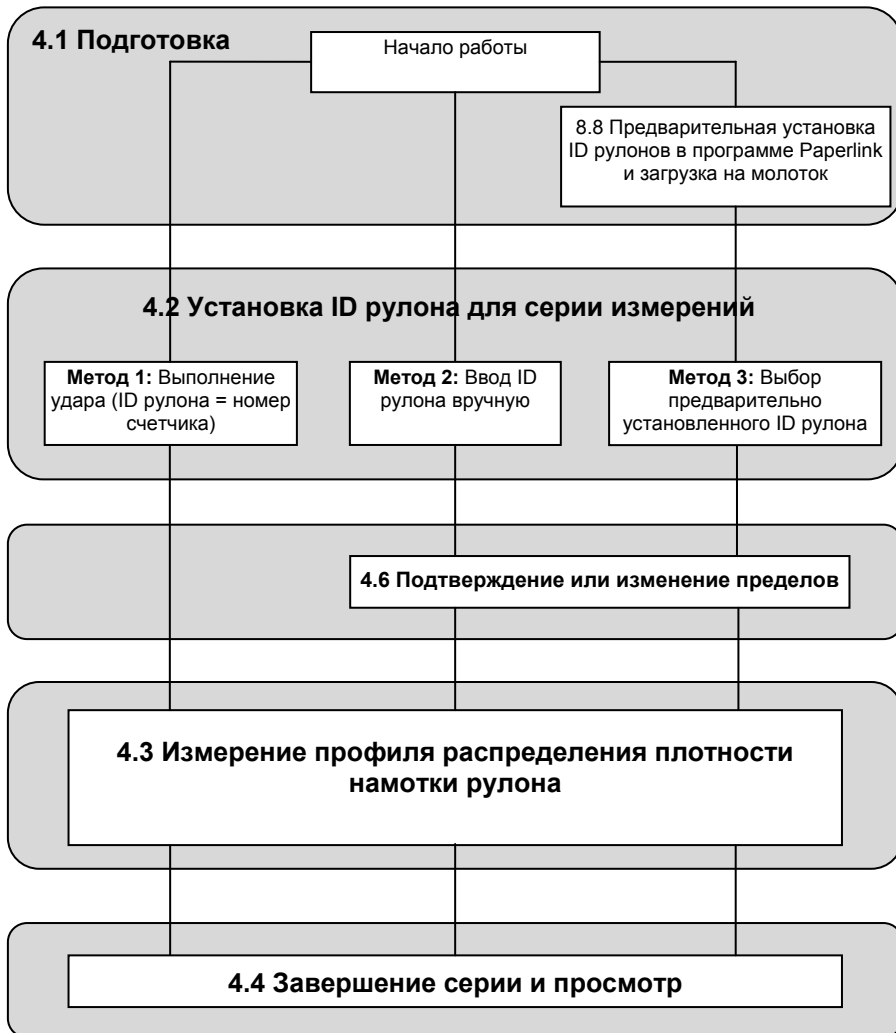 4.1 Подготовка
Начало работы
8.8 Предварительная установка
ID рулонов в программе Paperlink
и загрузка на молоток
4.2 Установка ID рулона для серии измерений
Метод 1: Выполнение
удара (ID рулона = номер
счетчика)
Метод 2: Ввод ID
рулона вручную
Метод 3: Выбор
предварительно
установленного ID рулона
4.6 Подтверждение или изменение пределов
4.3 Измерение профиля распределения плотности
намотки рулона
4.4 Завершение серии и просмотр